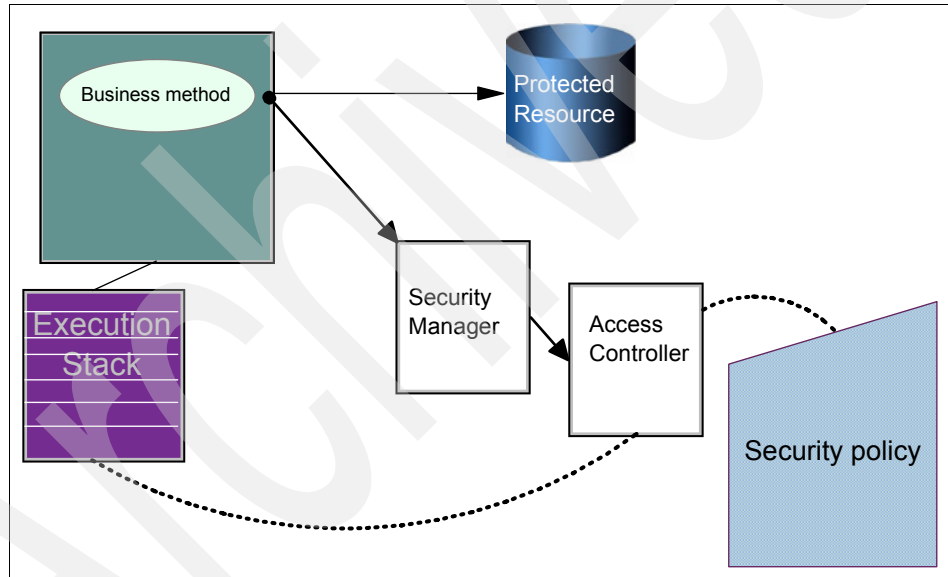 Business method
Protected
Resource
Security
Manager
Access
Controller
Execution
Stack
Security policy